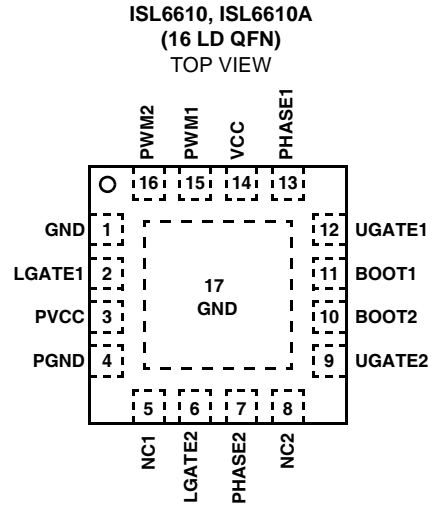 ISL6610, ISL6610A
(16 LD QFN)
TOP VIEW
PWM2
PWM1
VCC
PHASE1
16
15
14
13
GND 1
LGATE1 2
PVCC 3
PGND 4
17
GND
12 UGATE1
11 BOOT1
10 BOOT2
9 UGATE2
5
6
7
8
NC1
LGATE2
PHASE2
NC2